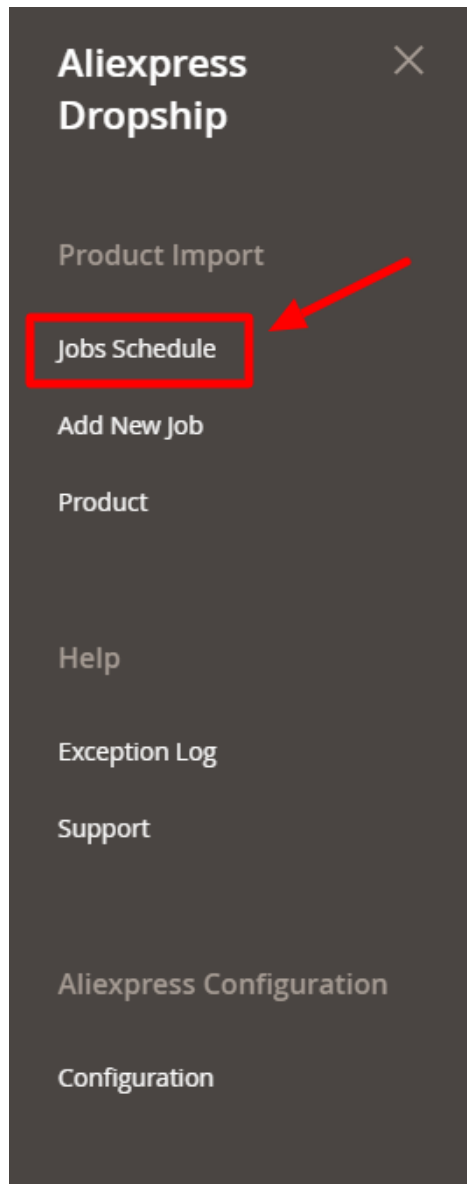 Aliexpress
Dropship
Product Import
Jobs Schedule
Add New Job
Product
Help
Exception Log
Support
Aliexpress Configuration
Configuration